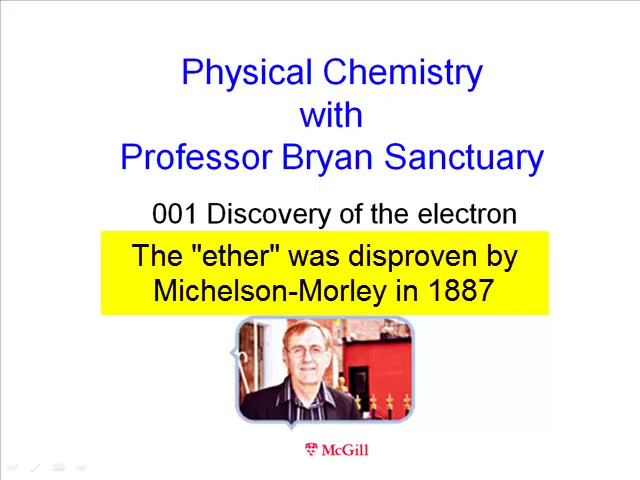 Physical Chemistry
with
Professor Bryan Sanctuary
001 Discovery of the electron
The "ether" was disproven by
Michelson-Morley in 1887
McGill